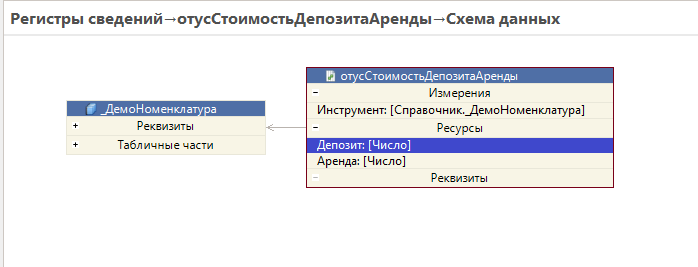 Регистры сведений→отусСтоимостьДепозитаАренды→Схема данных
отусСтоимостьДепозитаАренды
Измерения
Инструмент: [Справочник._ДемоНоменклатура]
Ресурсы
Депозит: [Число]
Аренда: [Число]
Реквизиты
_ДемоНоменклатура
Реквизиты
Табличные части